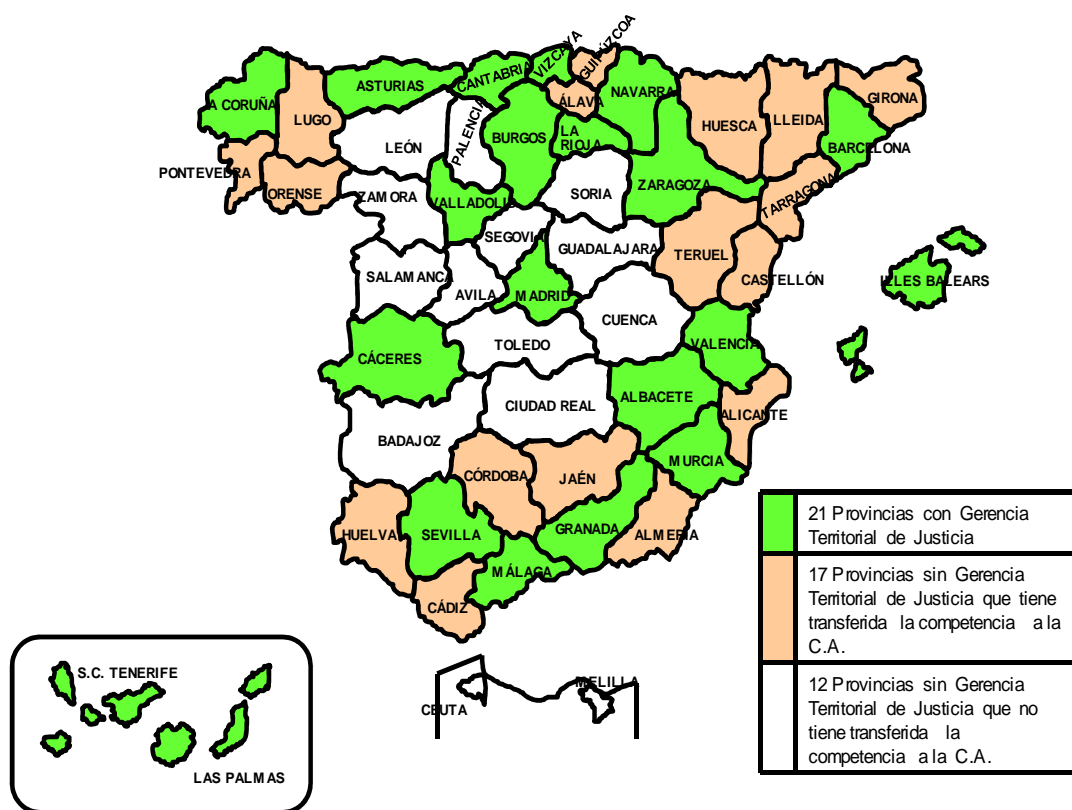 GUIPÚZCOA
VIZCAYA
CANTABRIA
ASTURIAS
A CORUÑA
LUGO
ÁLAVA
NAVARRA
GIRONA
HUESCA
LLEIDA
PALENCIA
BURGOS
LA
RIOJA
LEÓN
BARCELONA
PONTEVEDRA
ORENSE
ZAMORA
VALLADOLID
SORIA
ZARAGOZA
TARRAGONA
SEGOVIA
GUADALAJARA
TERUEL
SALAMANCA
AVILA
MADRID
CASTELLÓN
ILLES BALEARS
CUENCA
TOLEDO
VALENCIA
CÁCERES
ALBACETE
CIUDAD REAL
ALICANTE
BADAJOZ
MURCIA
CÓRDOBA
JAÉN
HUELVA
SEVILLA
GRANADA
ALMERIA
MÁLAGA
CÁDIZ
S.C. TENERIFE
LAS PALMAS
CEUTA
MELILLA
21 Provincias con Gerencia
Territorial de Justicia
17 Provincias sin Gerencia
Territorial de Justicia que tiene
transferida la competencia a la
C.A.
12 Provincias sin Gerencia
Territorial de Justicia que no
tiene transferida la
competencia a la C.A.